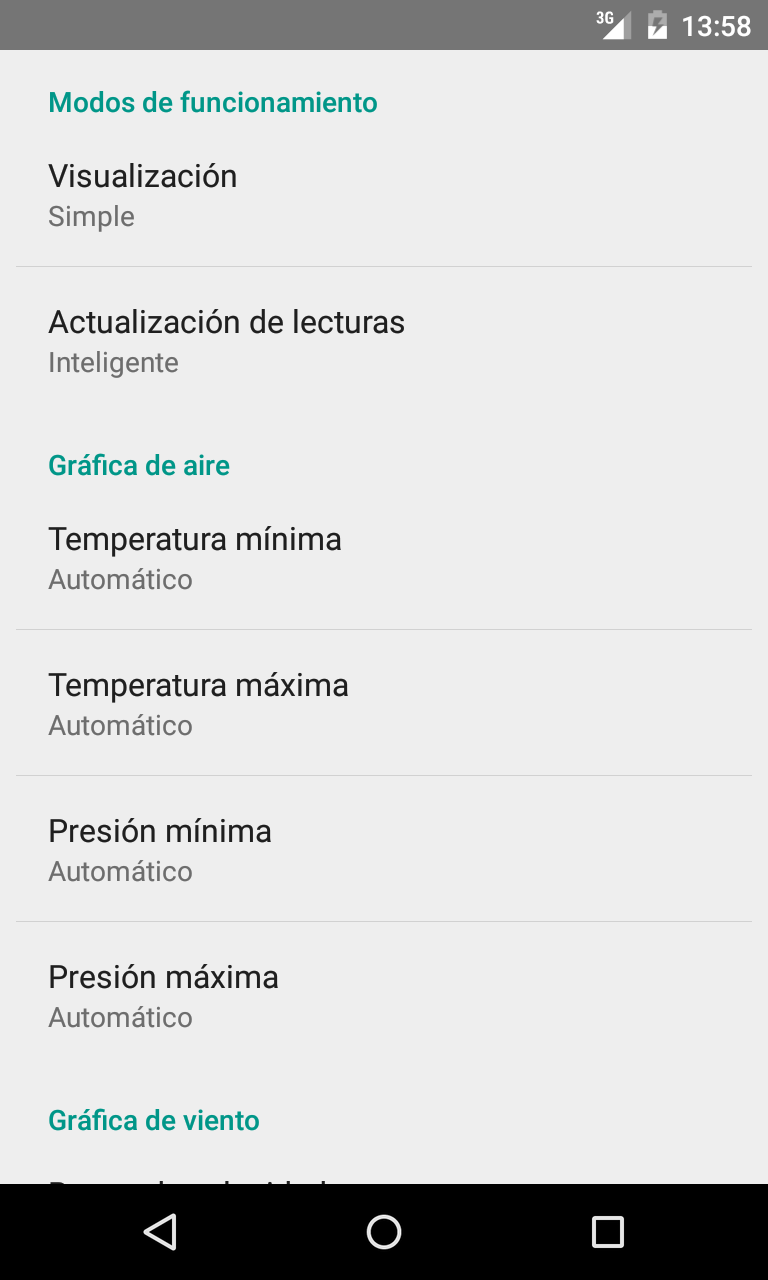 3G 13:58
Modos de funcionamiento
Visualización
Simple
Actualización de lecturas
Inteligente
Gráfica de aire
Temperatura mínima
Automático
Temperatura máxima
Automático
Presión mínima
Automático
Presión máxima
Automático
Gráfica de viento